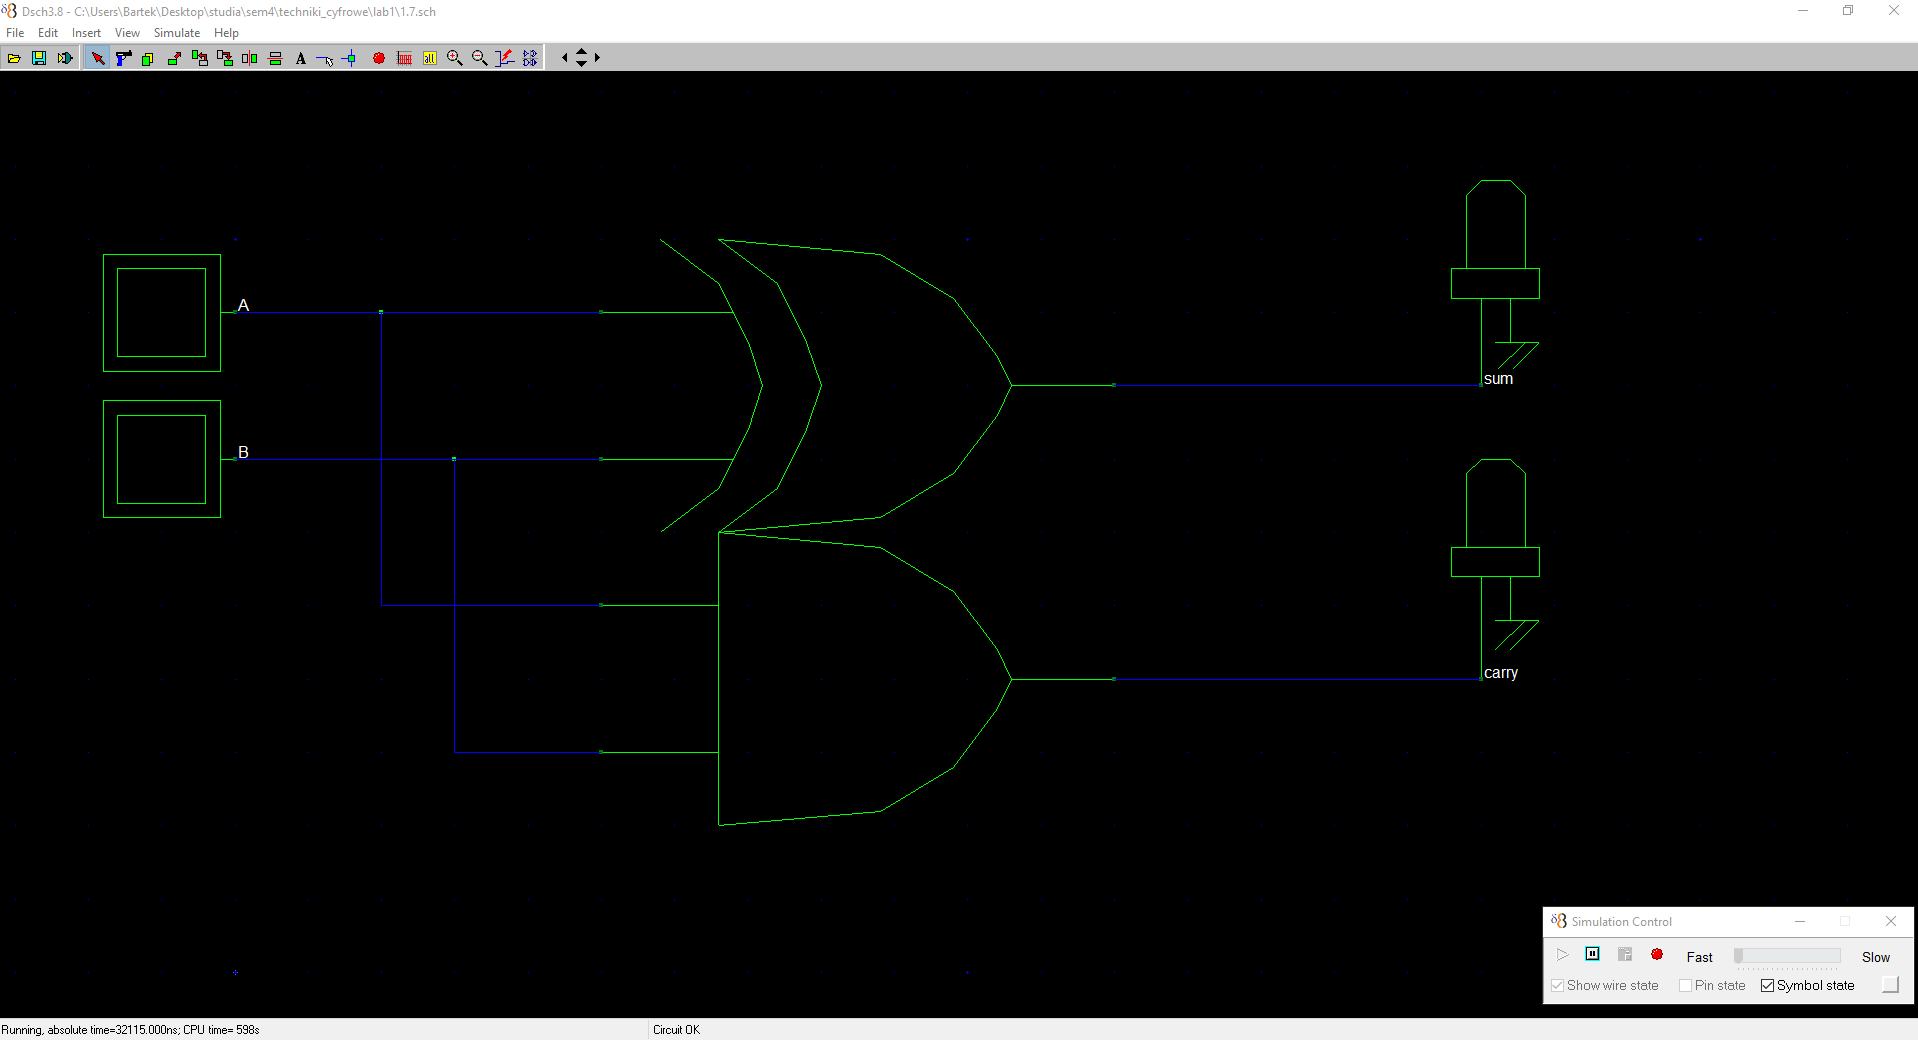 Dsch3.8 - C:\Users\Bartek\Desktop\studia\sem4\techniki_cyfrowe\lab1\1.7.sch
File Edit Insert View Simulate Help
A
all
A
B
sum
carry
Simulation Control
Fast Slow
Show wire state Pin state Symbol state
Running, absolute time=32115.000ns; CPU time= 598s Circuit OK